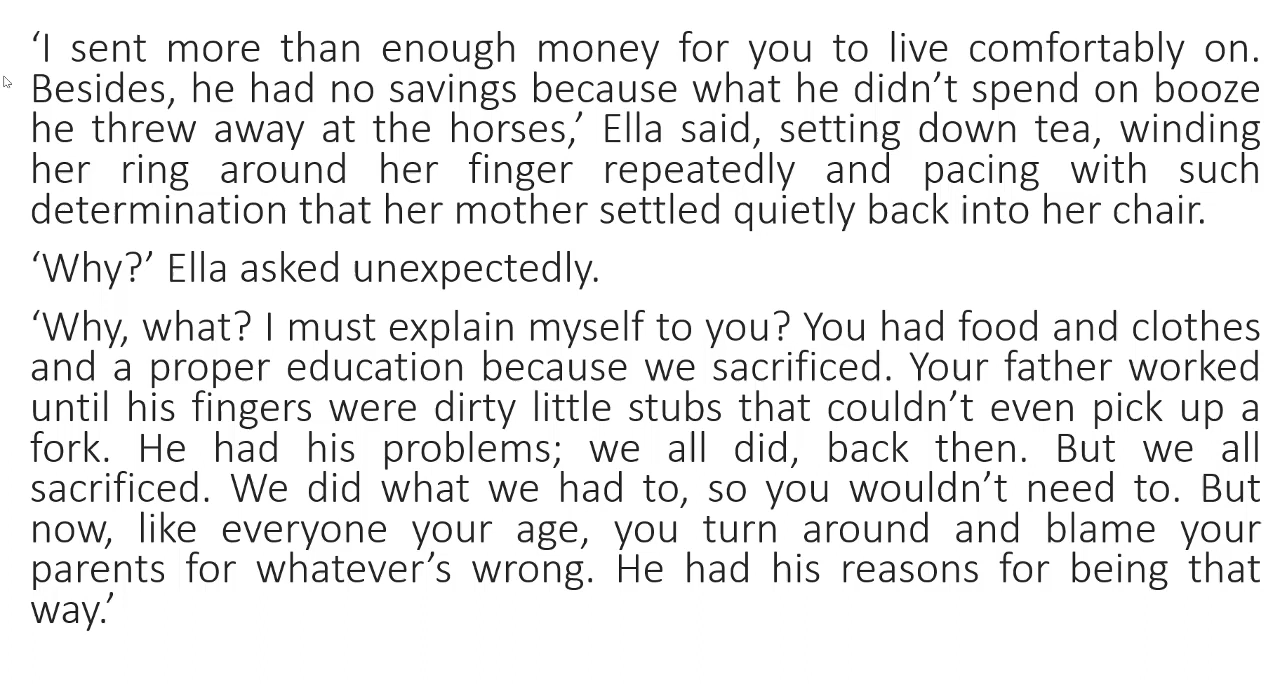 ‘I sent more than enough money for you to live comfortably on.
Besides, he had no savings because what he didn’t spend on booze
he threw away at the horses,’ Ella said, setting down tea, winding
her ring around her finger repeatedly and pacing with such
determination that her mother settled quietly back into her chair.
‘Why?’ Ella asked unexpectedly.
‘Why, what? I must explain myself to you? You had food and clothes
and a proper education because we sacrificed. Your father worked
until his fingers were dirty little stubs that couldn’t even pick up a
fork. He had his problems; we all did, back then. But we all
sacrificed. We did what we had to, so you wouldn’t need to. But
now, like everyone your age, you turn around and blame your
parents for whatever’s wrong. He had his reasons for being that
way.’